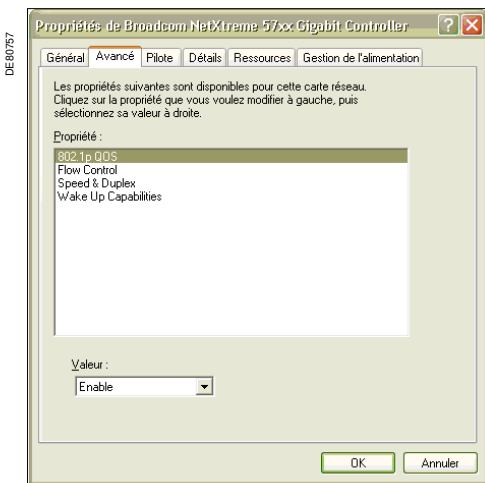 DE80757
Propriétés de Broadcom NetXtreme 57xx Gigabit Controller
Général Avancé Pilote Détails Ressources Gestion de l'alimentation
Les propriétés suivantes sont disponibles pour cette carte réseau.
Cliquez sur la propriété que vous voulez modifier à gauche, puis
sélectionnez sa valeur à droite.
Propriété :
802.1p QOS
Flow Control
Speed & Duplex
Wake Up Capabilities
Valeur :
Enable
OK Annuler